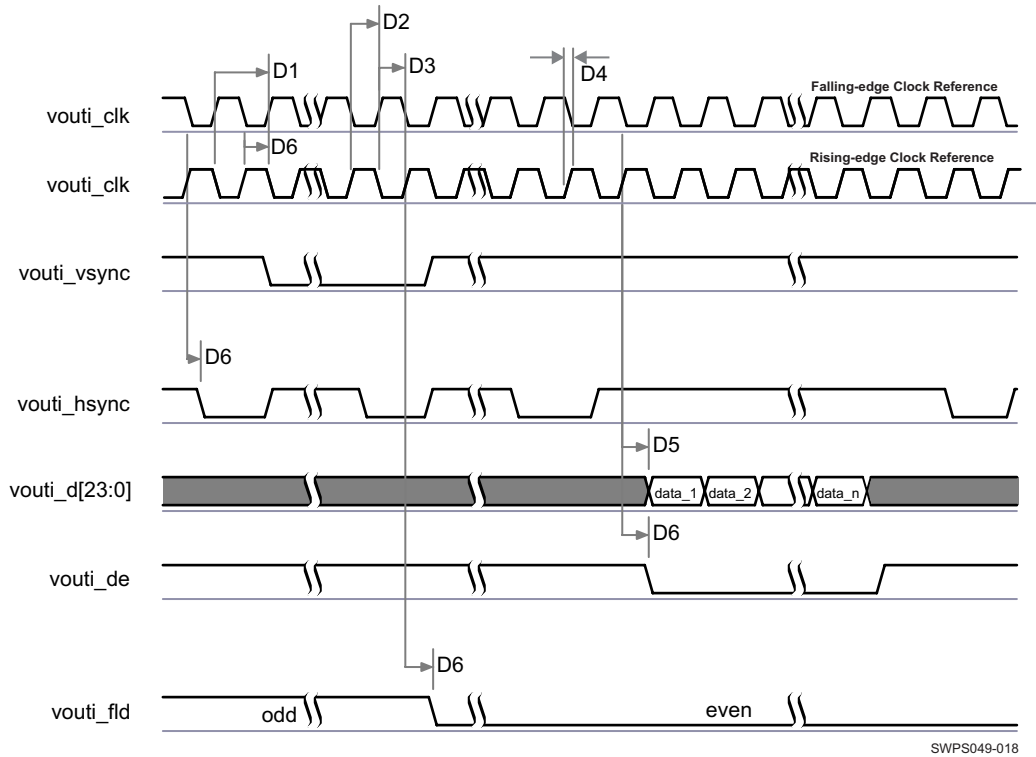 D2
D1
D3
D4
Falling-edge Clock Reference
vouti_clk
D6
Rising-edge Clock Reference
vouti_clk
vouti_vsync
D6
vouti_hsync
D5
vouti_d[23:0]
data_1 data_2 data_n
D6
vouti_de
D6
vouti_fld
odd even
SWPS049-018